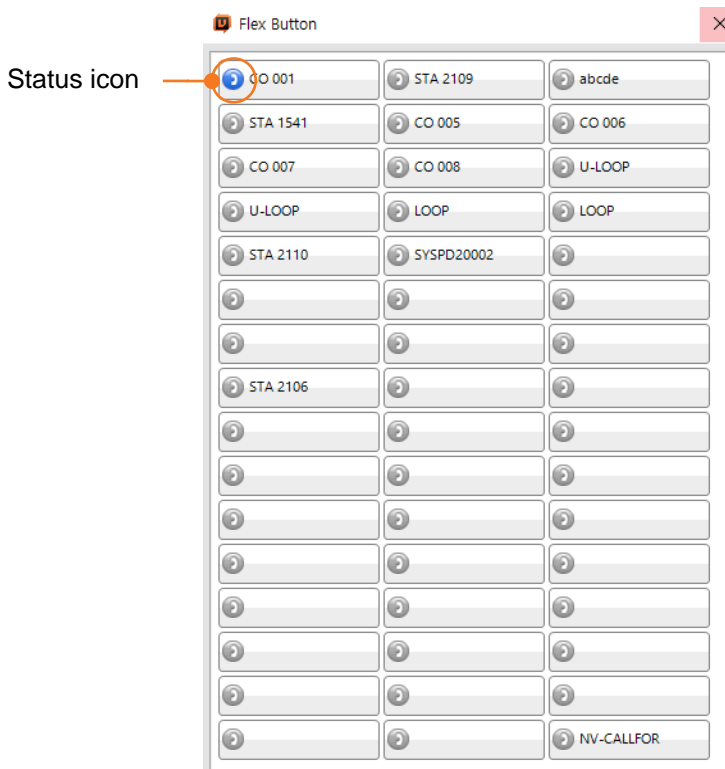 Flex Button
Status icon
CO 001 STA 2109 abcde
STA 1541 CO 005 CO 006
CO 007 CO 008 U-LOOP
U-LOOP LOOP LOOP
STA 2110 SYSPD20002
STA 2106
NV-CALLFOR